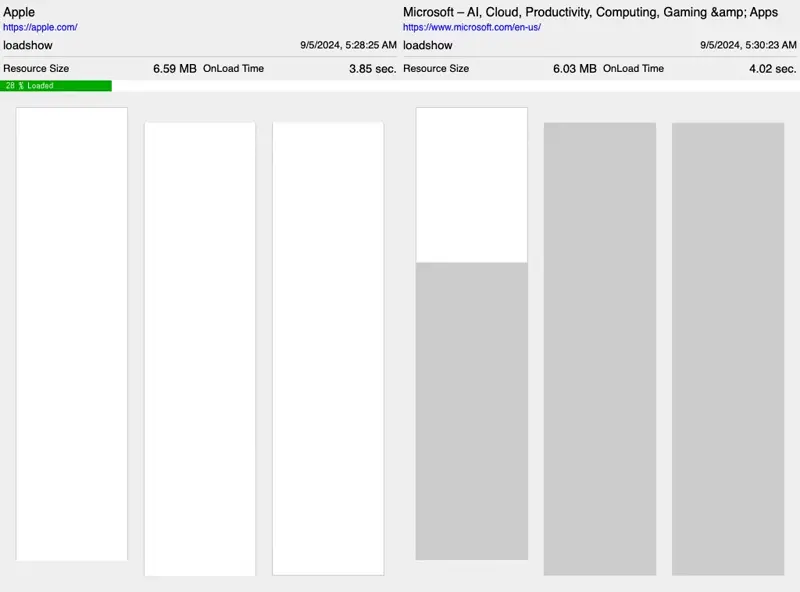 Apple
https://apple.com/
loadshow 9/5/2024, 5:28:25 AM
Resource Size 6.59 MB OnLoad Time 3.85 sec.
28 % Loaded
Microsoft – AI, Cloud, Productivity, Computing, Gaming &amp; Apps
https://www.microsoft.com/en-us/
loadshow 9/5/2024, 5:30:23 AM
Resource Size 6.03 MB OnLoad Time 4.02 sec.